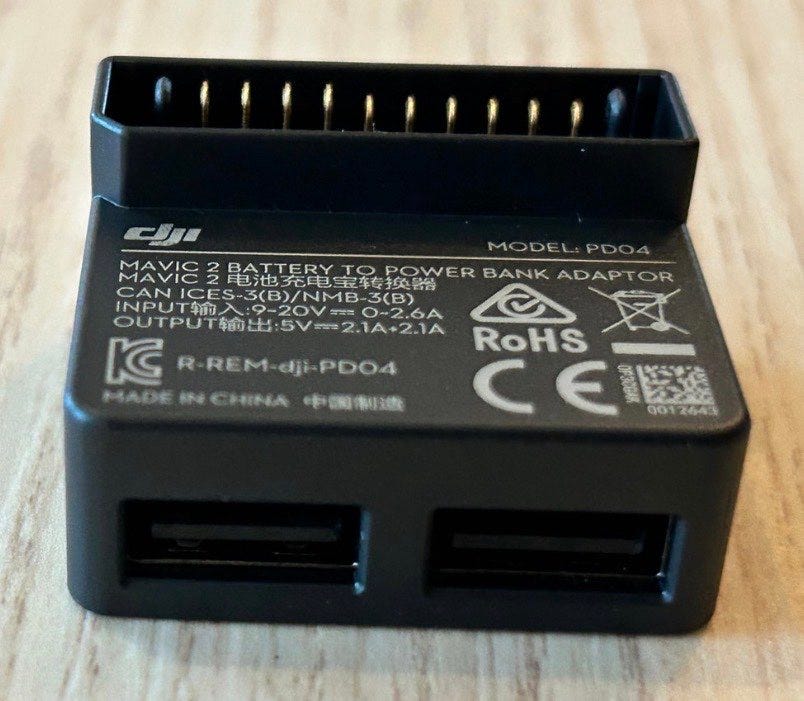 dji
MODEL: PD04
MAVIC 2 BATTERY TO POWER BANK ADAPTOR
MAVIC 2 电池充电宝转换器
CAN ICES-3(B)/NMB-3(B)
INPUT输入:9-20V⎓ 0~2.6A
OUTPUT输出:5V⎓2.1A+2.1A
RoHS
R-REM-dji-PD04
CE
MADE IN CHINA 中国制造
0012643